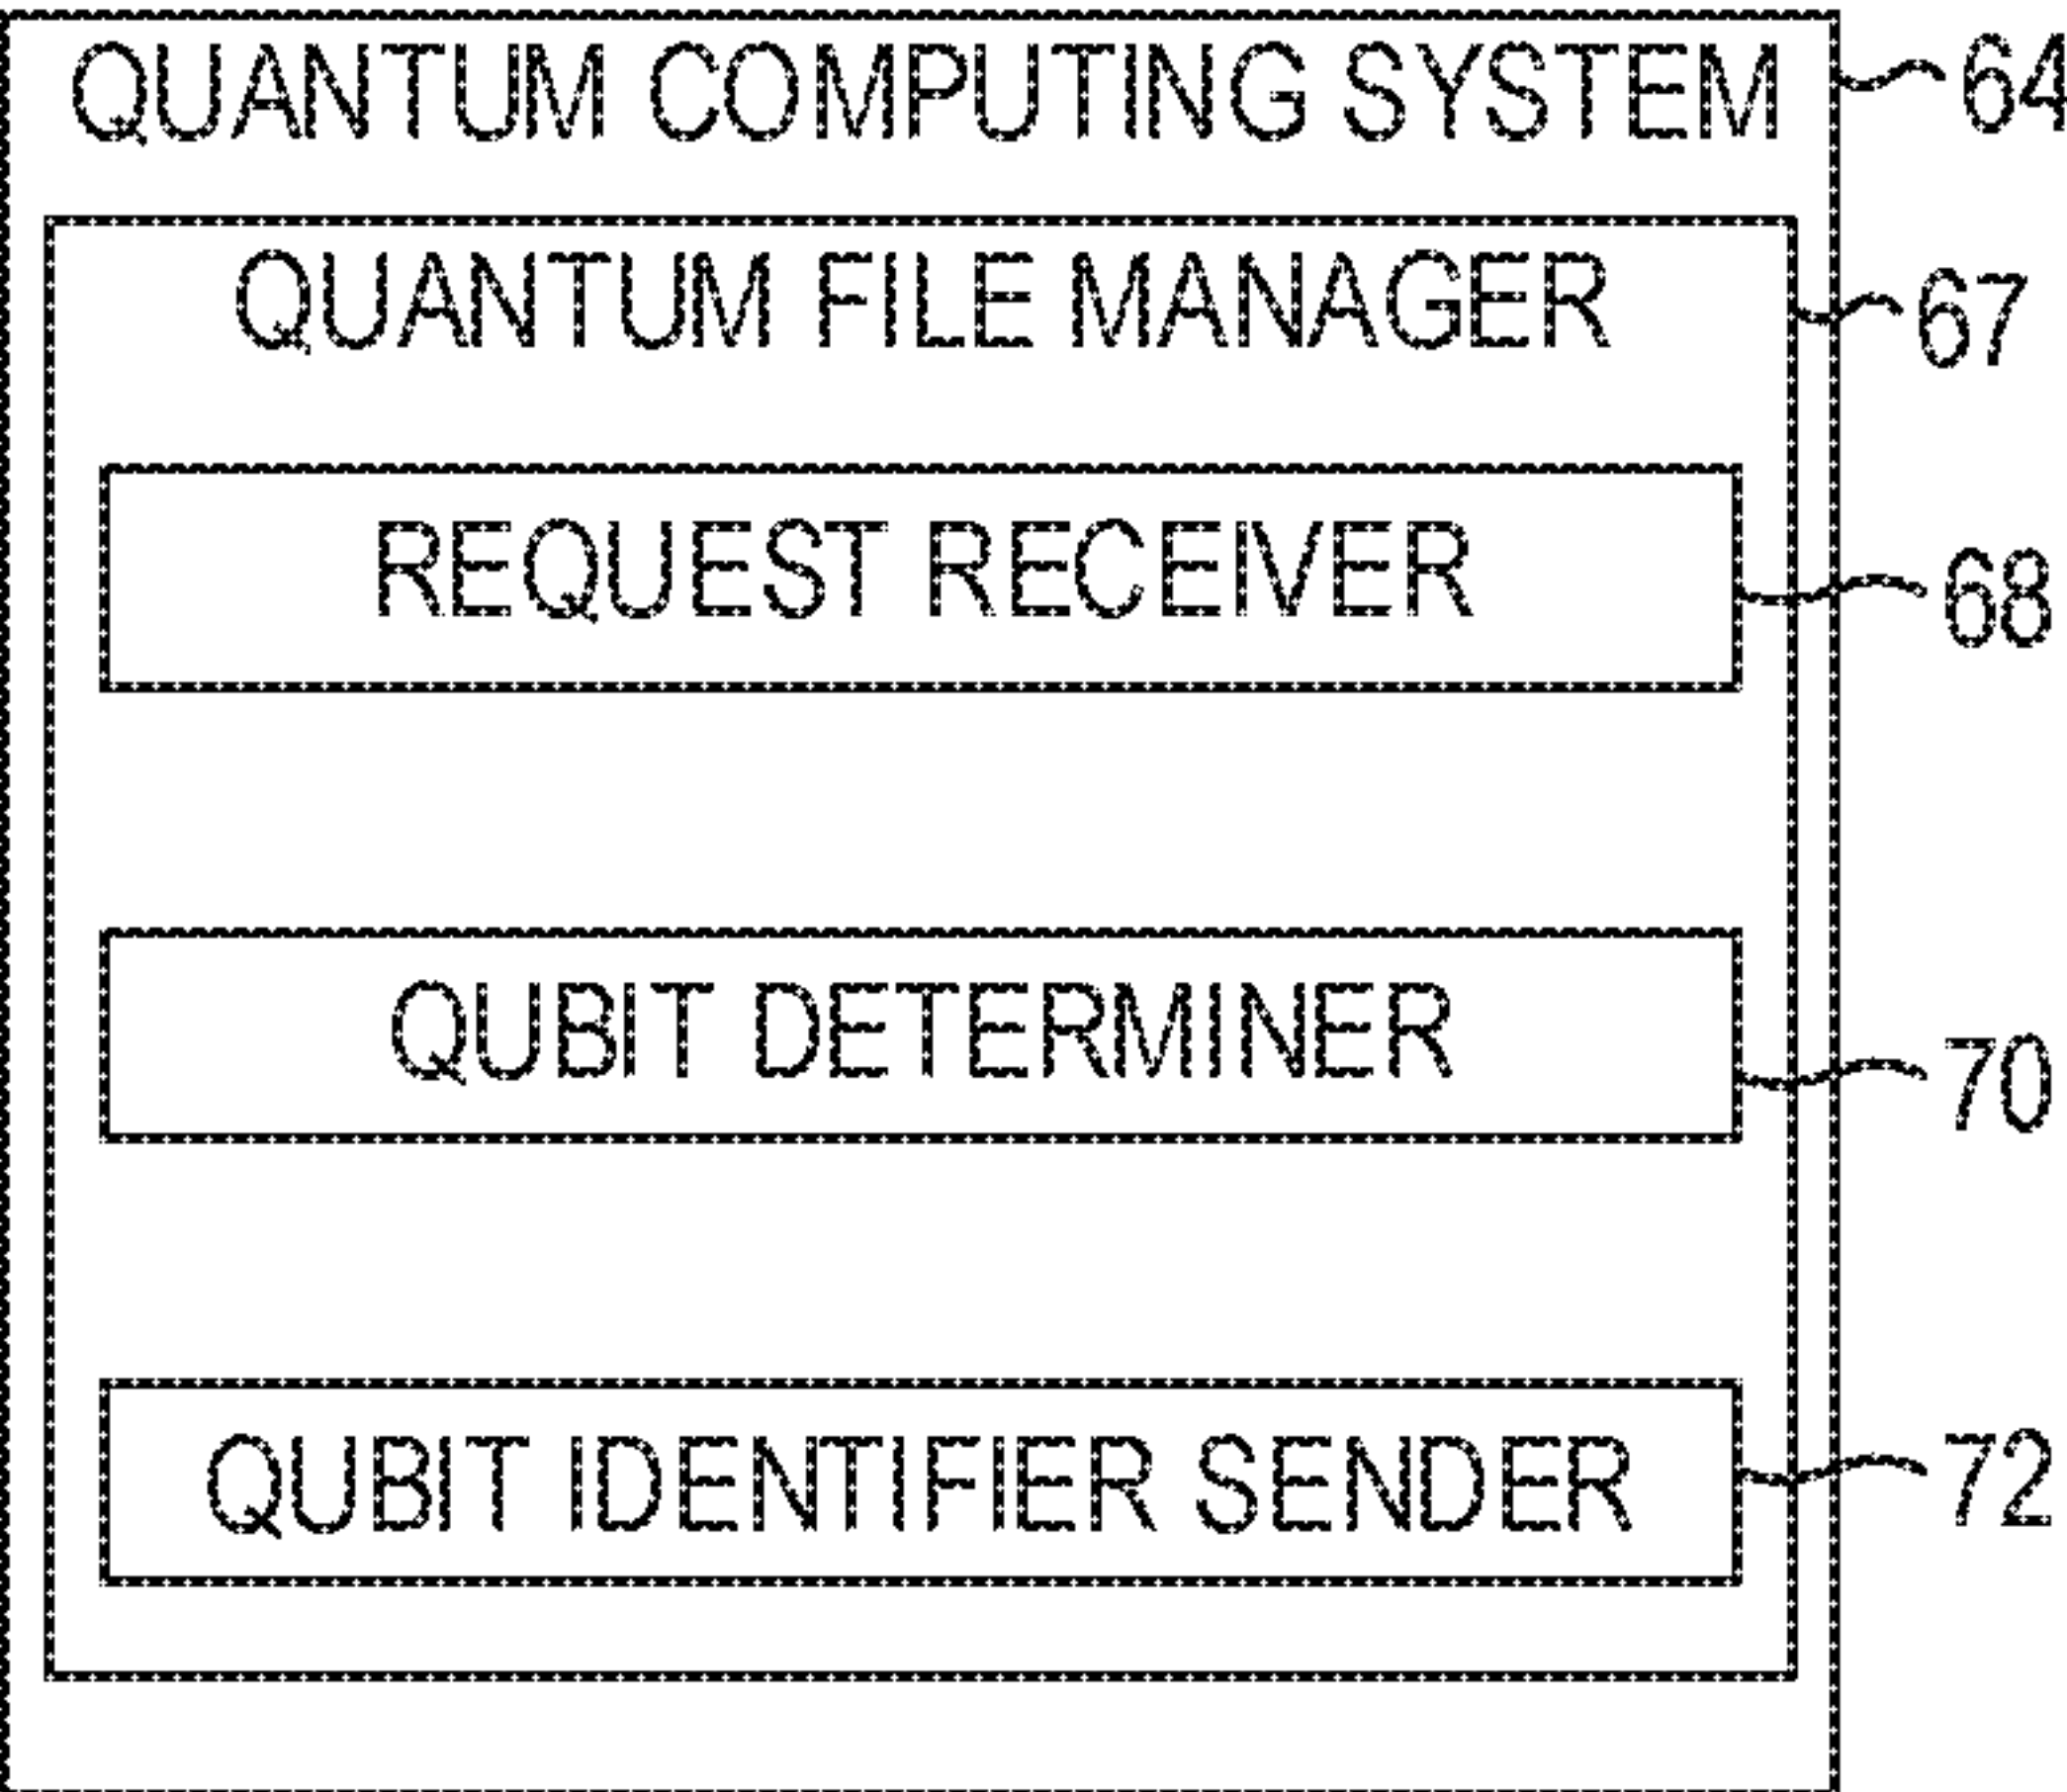 QUANTUM COMPUTING SYSTEM 64
QUANTUM FILE MANAGER 67
REQUEST RECEIVER 68
QUBIT DETERMINER 70
QUBIT IDENTIFIER SENDER 72